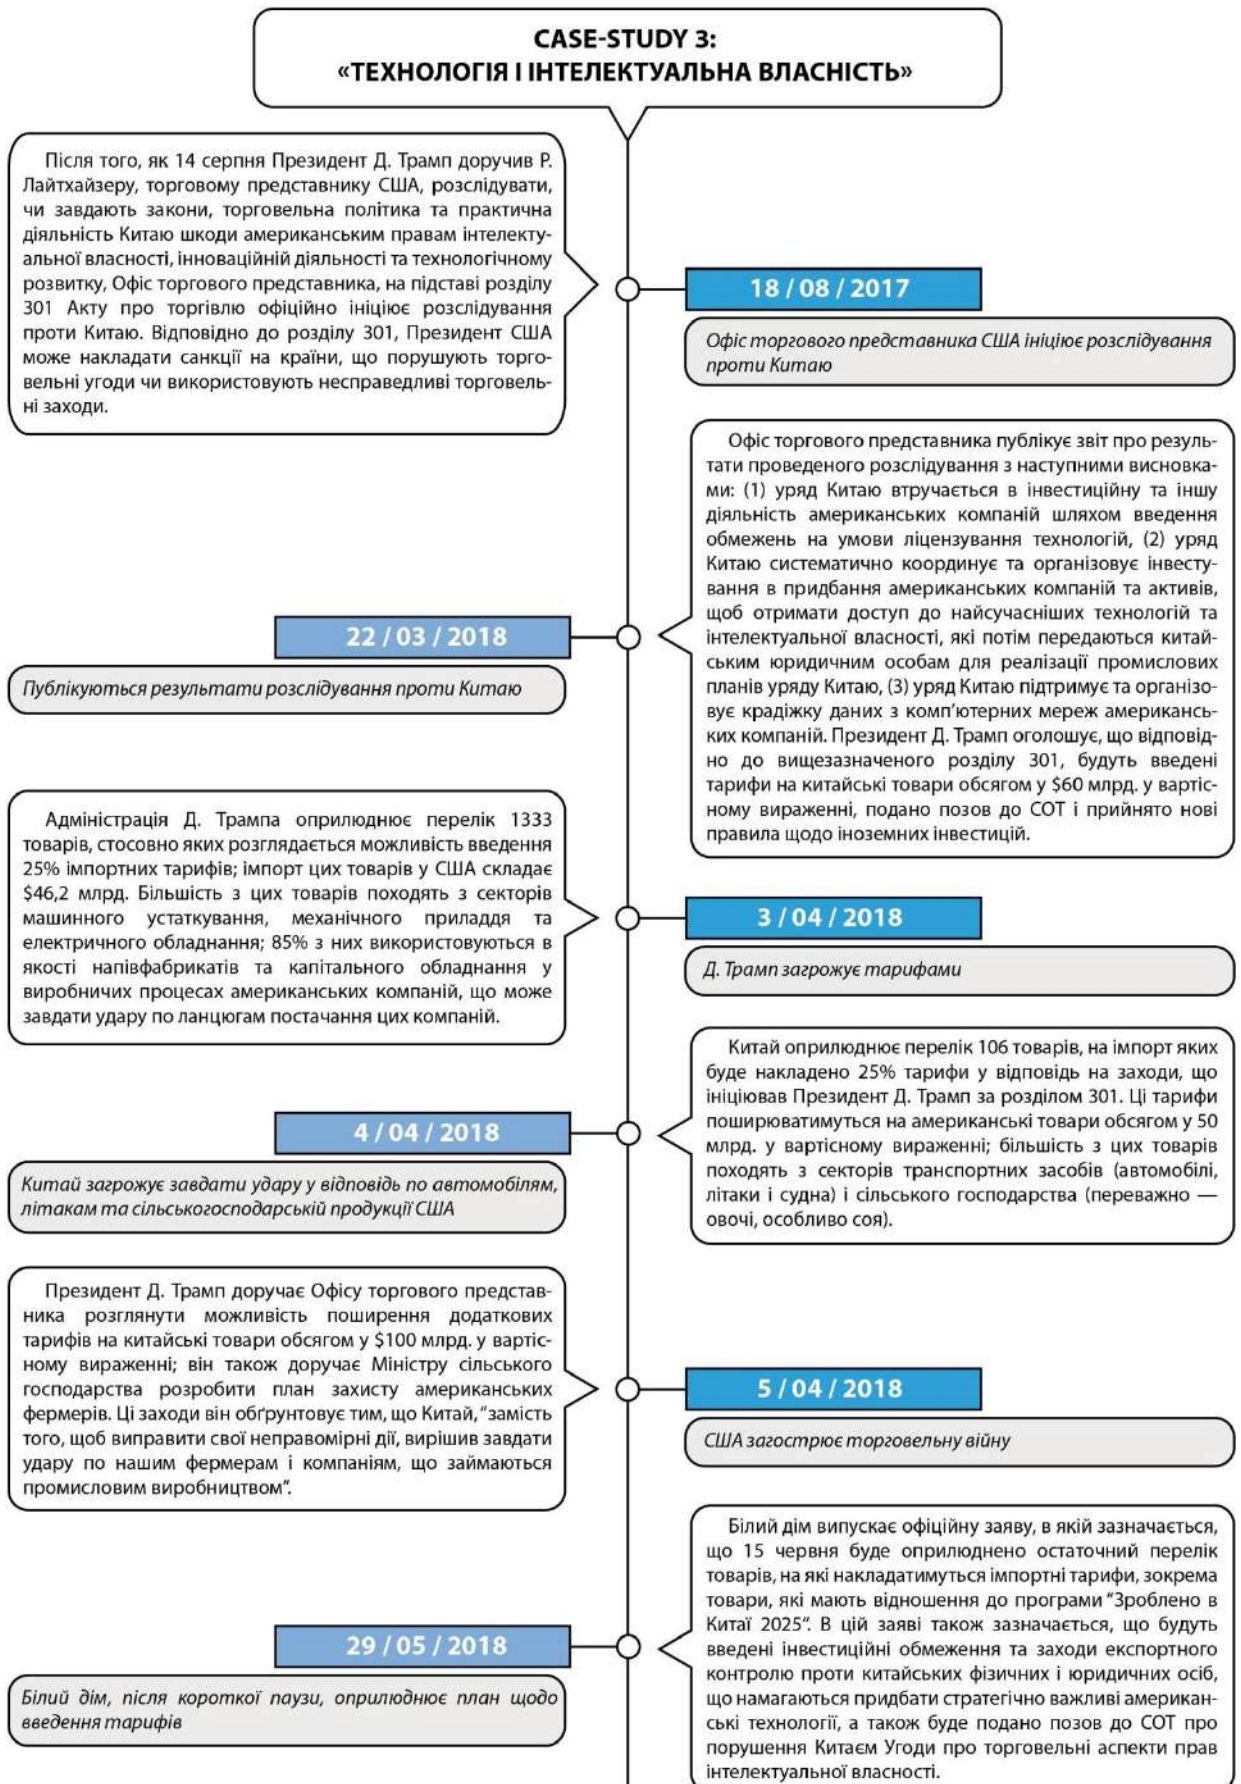 CASE-STUDY 3:
«ТЕХНОЛОГІЯ І ІНТЕЛЕКТУАЛЬНА ВЛАСНІСТЬ»
Після того, як 14 серпня Президент Д. Трамп доручив Р.
Лайтхайзеру, торговому представнику США, розслідувати,
чи завдають закони, торговельна політика та практична
діяльність Китаю шкоди американським правам інтелекту-
альної власності, інноваційній діяльності та технологічному
розвитку, Офіс торгового представника, на підставі розділу
301 Акту про торгівлю офіційно ініціює розслідування
проти Китаю. Відповідно до розділу 301, Президент США
може накладати санкції на країни, що порушують торго-
вельні угоди чи використовують несправедливі торговель-
ні заходи.
18 / 08 / 2017
Офіс торгового представника США ініціює розслідування
проти Китаю
Офіс торгового представника публікує звіт про резуль-
тати проведеного розслідування з наступними висновка-
ми: (1) уряд Китаю втручається в інвестиційну та іншу
діяльність американських компаній шляхом введення
обмежень на умови ліцензування технологій, (2) уряд
Китаю систематично координує та організовує інвесту-
вання в придбання американських компаній та активів,
щоб отримати доступ до найсучасніших технологій та
інтелектуальної власності, які потім передаються китай-
ським юридичним особам для реалізації промислових
планів уряду Китаю, (3) уряд Китаю підтримує та організо-
вує крадіжку даних з комп'ютерних мереж американсь-
ких компаній. Президент Д. Трамп оголошує, що відповід-
но до вищезазначеного розділу 301, будуть введені
тарифи на китайські товари обсягом у $60 млрд. у вартіс-
ному вираженні, подано позов до СОТ і прийнято нові
правила щодо іноземних інвестицій.
22 / 03 / 2018
Публікуються результати розслідування проти Китаю
Адміністрація Д. Трампа оприлюднює перелік 1333
товарів, стосовно яких розглядається можливість введення
25% імпортних тарифів; імпорт цих товарів у США складає
$46,2 млрд. Більшість з цих товарів походять з секторів
машинного устаткування, механічного приладдя та
електричного обладнання; 85% з них використовуються в
якості напівфабрикатів та капітального обладнання у
виробничих процесах американських компаній, що може
завдати удару по ланцюгам постачання цих компаній.
3 / 04 / 2018
Д. Трамп загрожує тарифами
Китай оприлюднює перелік 106 товарів, на імпорт яких
буде накладено 25% тарифи у відповідь на заходи, що
ініціював Президент Д. Трамп за розділом 301. Ці тарифи
поширюватимуться на американські товари обсягом у 50
млрд. у вартісному вираженні; більшість з цих товарів
походять з секторів транспортних засобів (автомобілі,
літаки і судна) і сільського господарства (переважно —
овочі, особливо соя).
4 / 04 / 2018
Китай загрожує завдати удару у відповідь по автомобілям,
літакам та сільськогосподарській продукції США
Президент Д. Трамп доручає Офісу торгового представ-
ника розглянути можливість поширення додаткових
тарифів на китайські товари обсягом у $100 млрд. у вартіс-
ному вираженні; він також доручає Міністру сільського
господарства розробити план захисту американських
фермерів. Ці заходи він обґрунтовує тим, що Китай, "замість
того, щоб виправити свої неправомірні дії, вирішив завдати
удару по нашим фермерам і компаніям, що займаються
промисловим виробництвом".
5 / 04 / 2018
США загострює торговельну війну
Білий дім випускає офіційну заяву, в якій зазначається,
що 15 червня буде оприлюднено остаточний перелік
товарів, на які накладатимуться імпортні тарифи, зокрема
товари, які мають відношення до програми "Зроблено в
Китаї 2025". В цій заяві також зазначається, що будуть
введені інвестиційні обмеження та заходи експортного
контролю проти китайських фізичних і юридичних осіб,
що намагаються придбати стратегічно важливі американ-
ські технології, а також буде подано позов до СОТ про
порушення Китаєм Угоди про торговельні аспекти прав
інтелектуальної власності.
29 / 05 / 2018
Білий дім, після короткої паузи, оприлюднює план щодо
введення тарифів